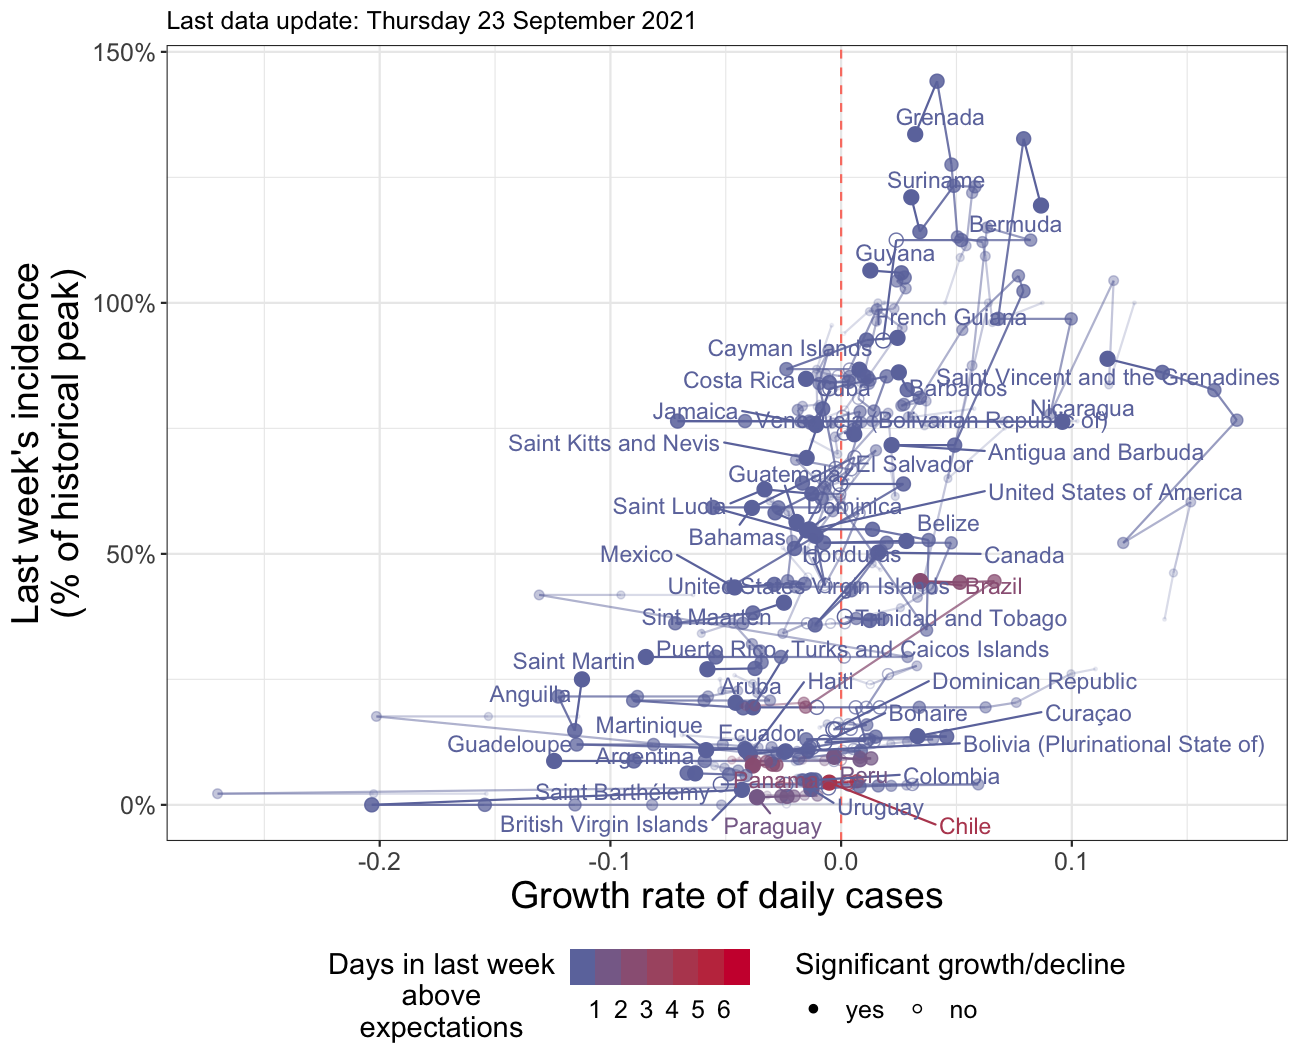 Last data update: Thursday 23 September 2021
150%
100%
50%
0%
Last week's incidence
(% of historical peak)
Grenada
Suriname
Bermuda
Guyana
French Guiana
Cayman Islands
Costa Rica
Cuba
Barbados
Saint Vincent and the Grenadines
Jamaica
Nicaragua
Venezuela (Bolivarian Republic of)
Saint Kitts and Nevis
Antigua and Barbuda
Guatemala
El Salvador
United States of America
Saint Lucia
Dominica
Bahamas
Belize
Mexico
Honduras
Canada
United States Virgin Islands
Brazil
Sint Maarten
Trinidad and Tobago
Puerto Rico
Turks and Caicos Islands
Saint Martin
Anguilla
Aruba
Haiti
Dominican Republic
Martinique
Bonaire
Curaçao
Guadeloupe
Ecuador
Bolivia (Plurinational State of)
Argentina
Panama
Peru
Colombia
Saint Barthélemy
British Virgin Islands
Paraguay
Uruguay
Chile
-0.2
-0.1
0.0
0.1
Growth rate of daily cases
Days in last week
above
expectations
1 2 3 4 5 6
Significant growth/decline
yes
no